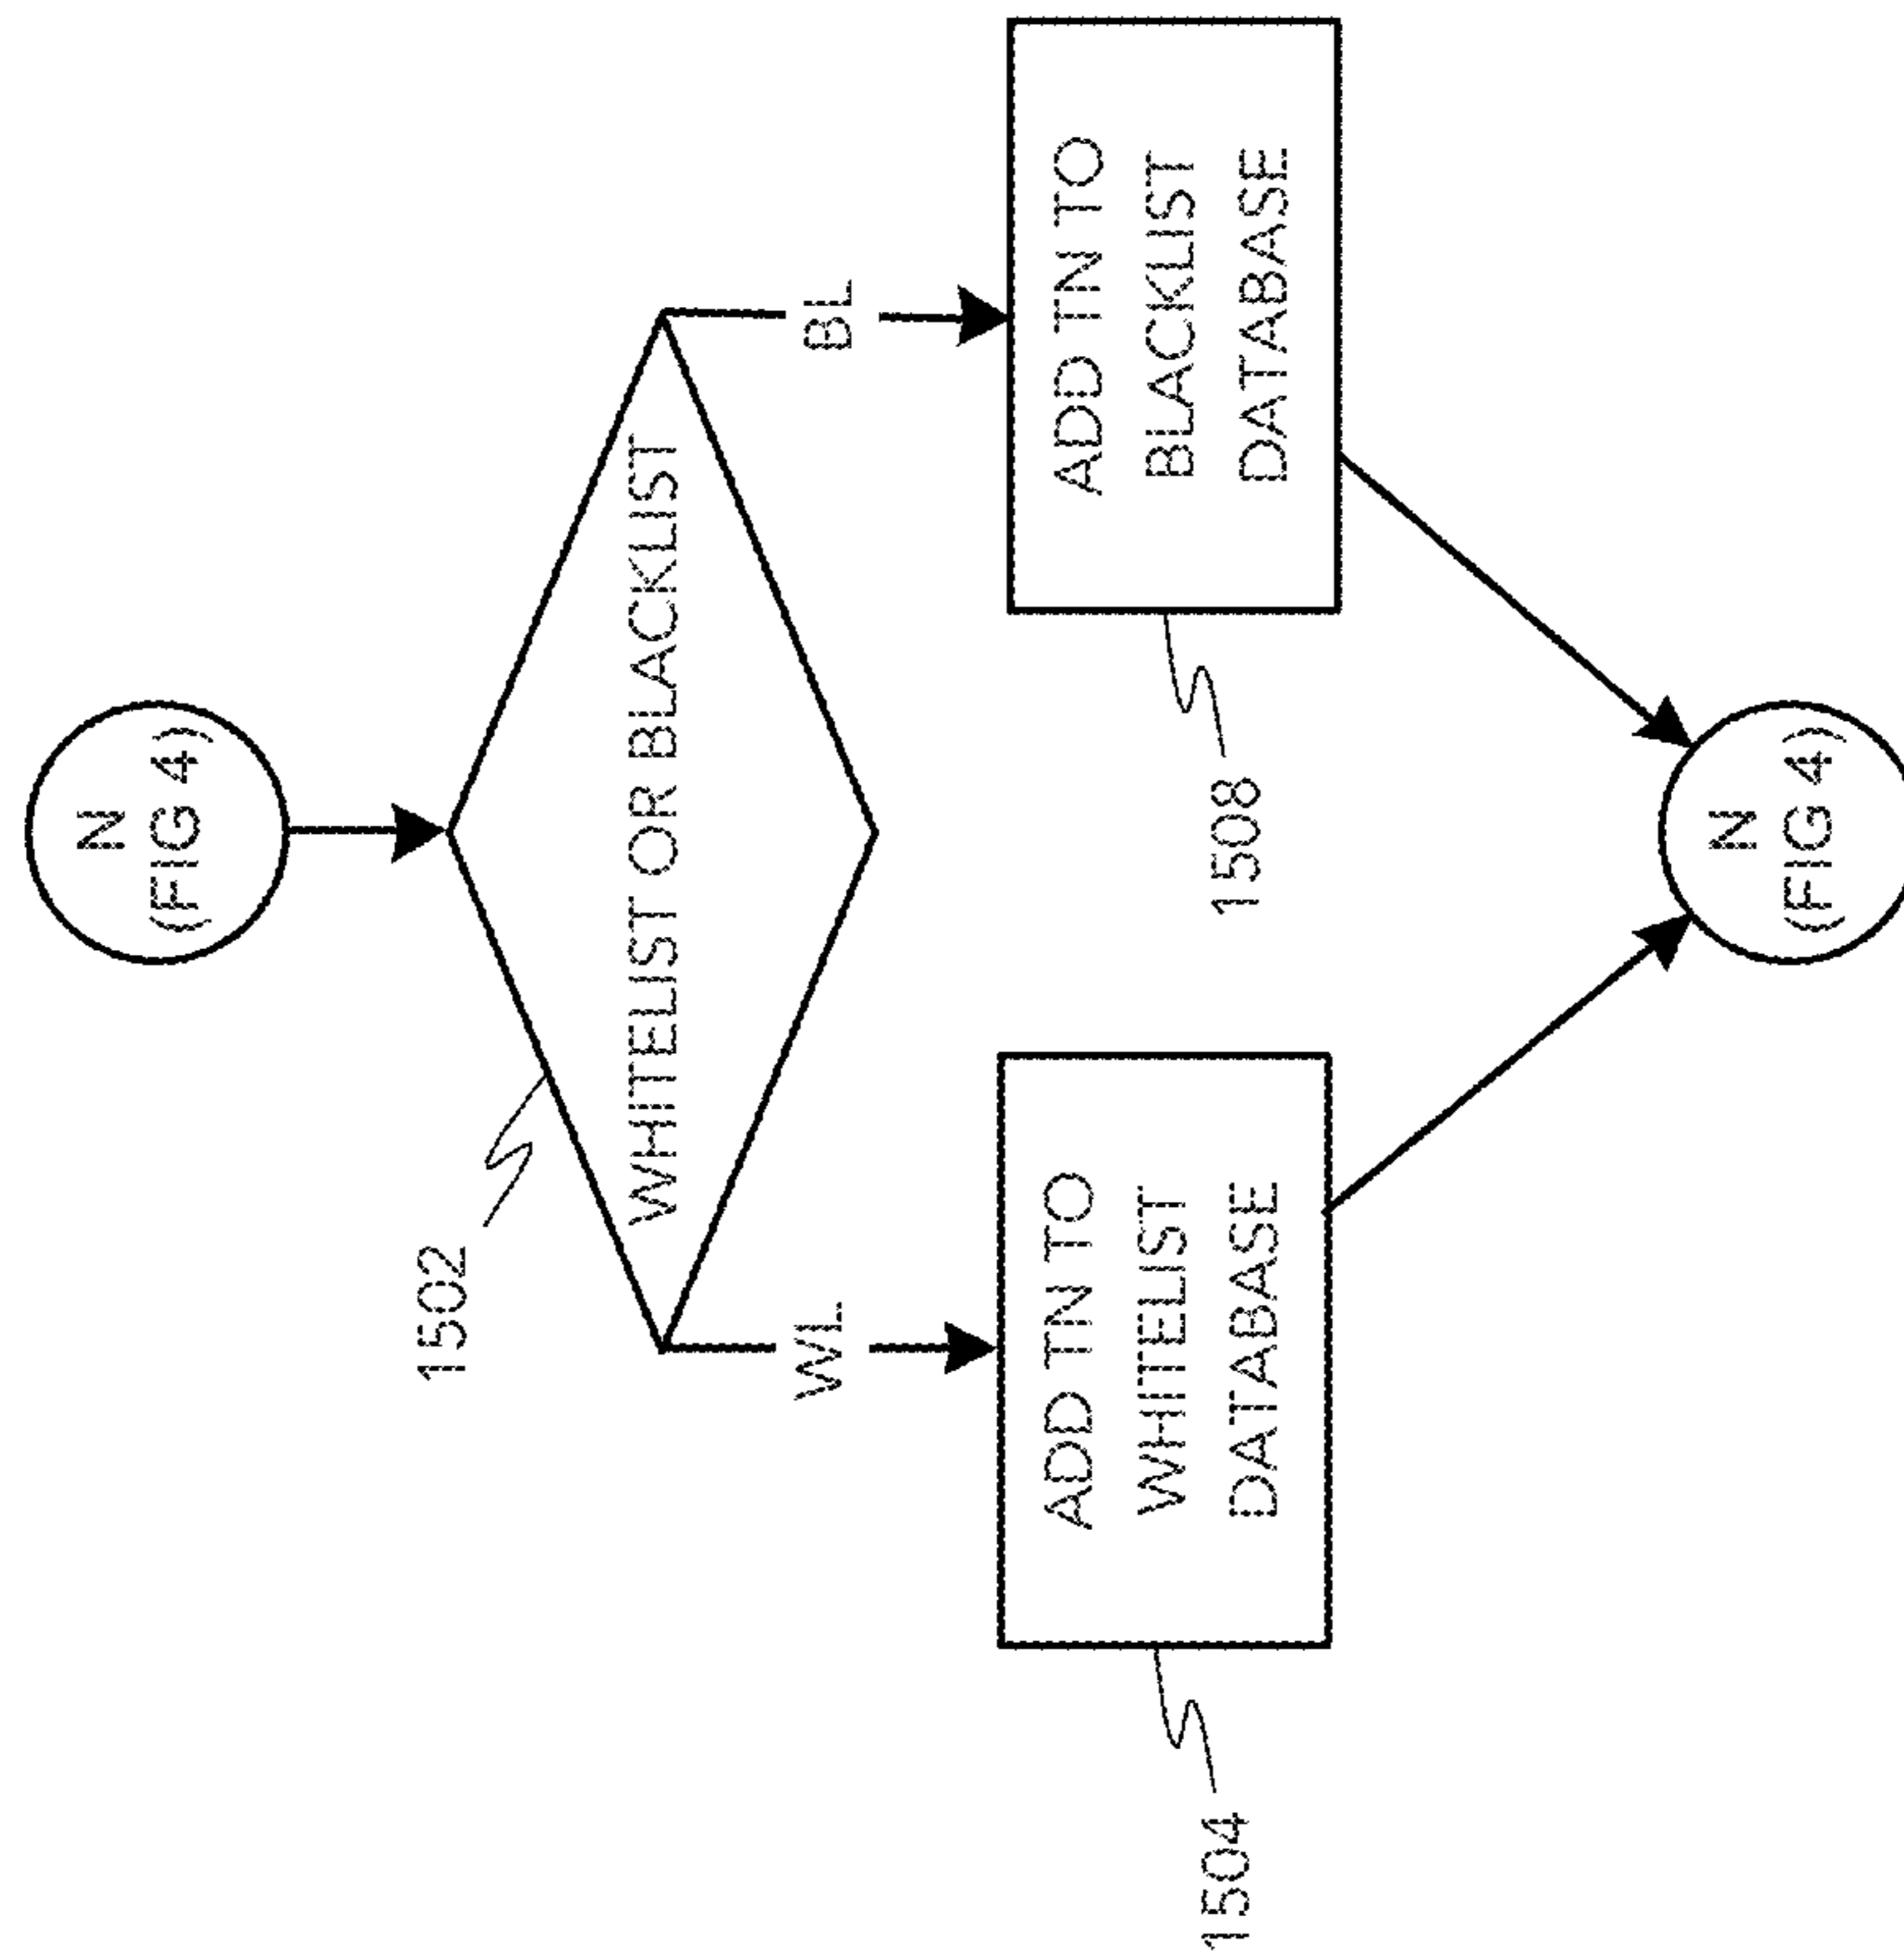 N
(FIG 4)
1502
WHITELIST OR BLACKLIST
WL
BL
1504
ADD TN TO
WHITELIST
DATABASE
1508
ADD TN TO
BLACKLIST
DATABASE
N
(FIG 4)